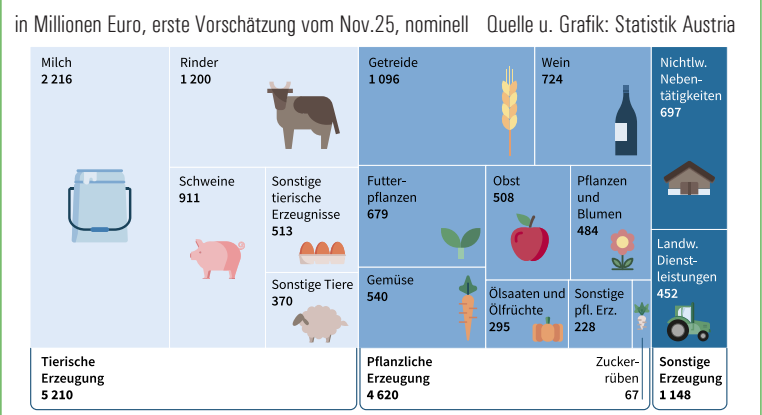 in Millionen Euro, erste Vorschätzung vom Nov.25, nominell Quelle u. Grafik: Statistik Austria
Milch
2 216
Rinder
1 200
Schweine
911
Sonstige
tierische
Erzeugnisse
513
Sonstige Tiere
370
Getreide
1 096
Wein
724
Futter-
pflanzen
679
Gemüse
540
Obst
508
Pflanzen
und
Blumen
484
Ölsaaten und
Ölfrüchte
295
Sonstige
pfl. Erz.
228
Nichtlw.
Neben-
tätigkeiten
697
Landw.
Dienst-
leistungen
452
Tierische
Erzeugung
5 210
Pflanzliche
Erzeugung
4 620
Zucker-
rüben
67
Sonstige
Erzeugung
1 148